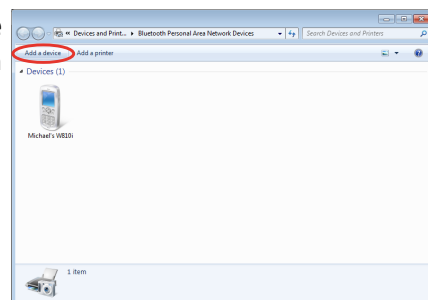 « Devices and Print... ▸ Bluetooth Personal Area Network Devices Search Devices and Printers
Add a device Add a printer
Devices (1)
Michael's W810i
1 item